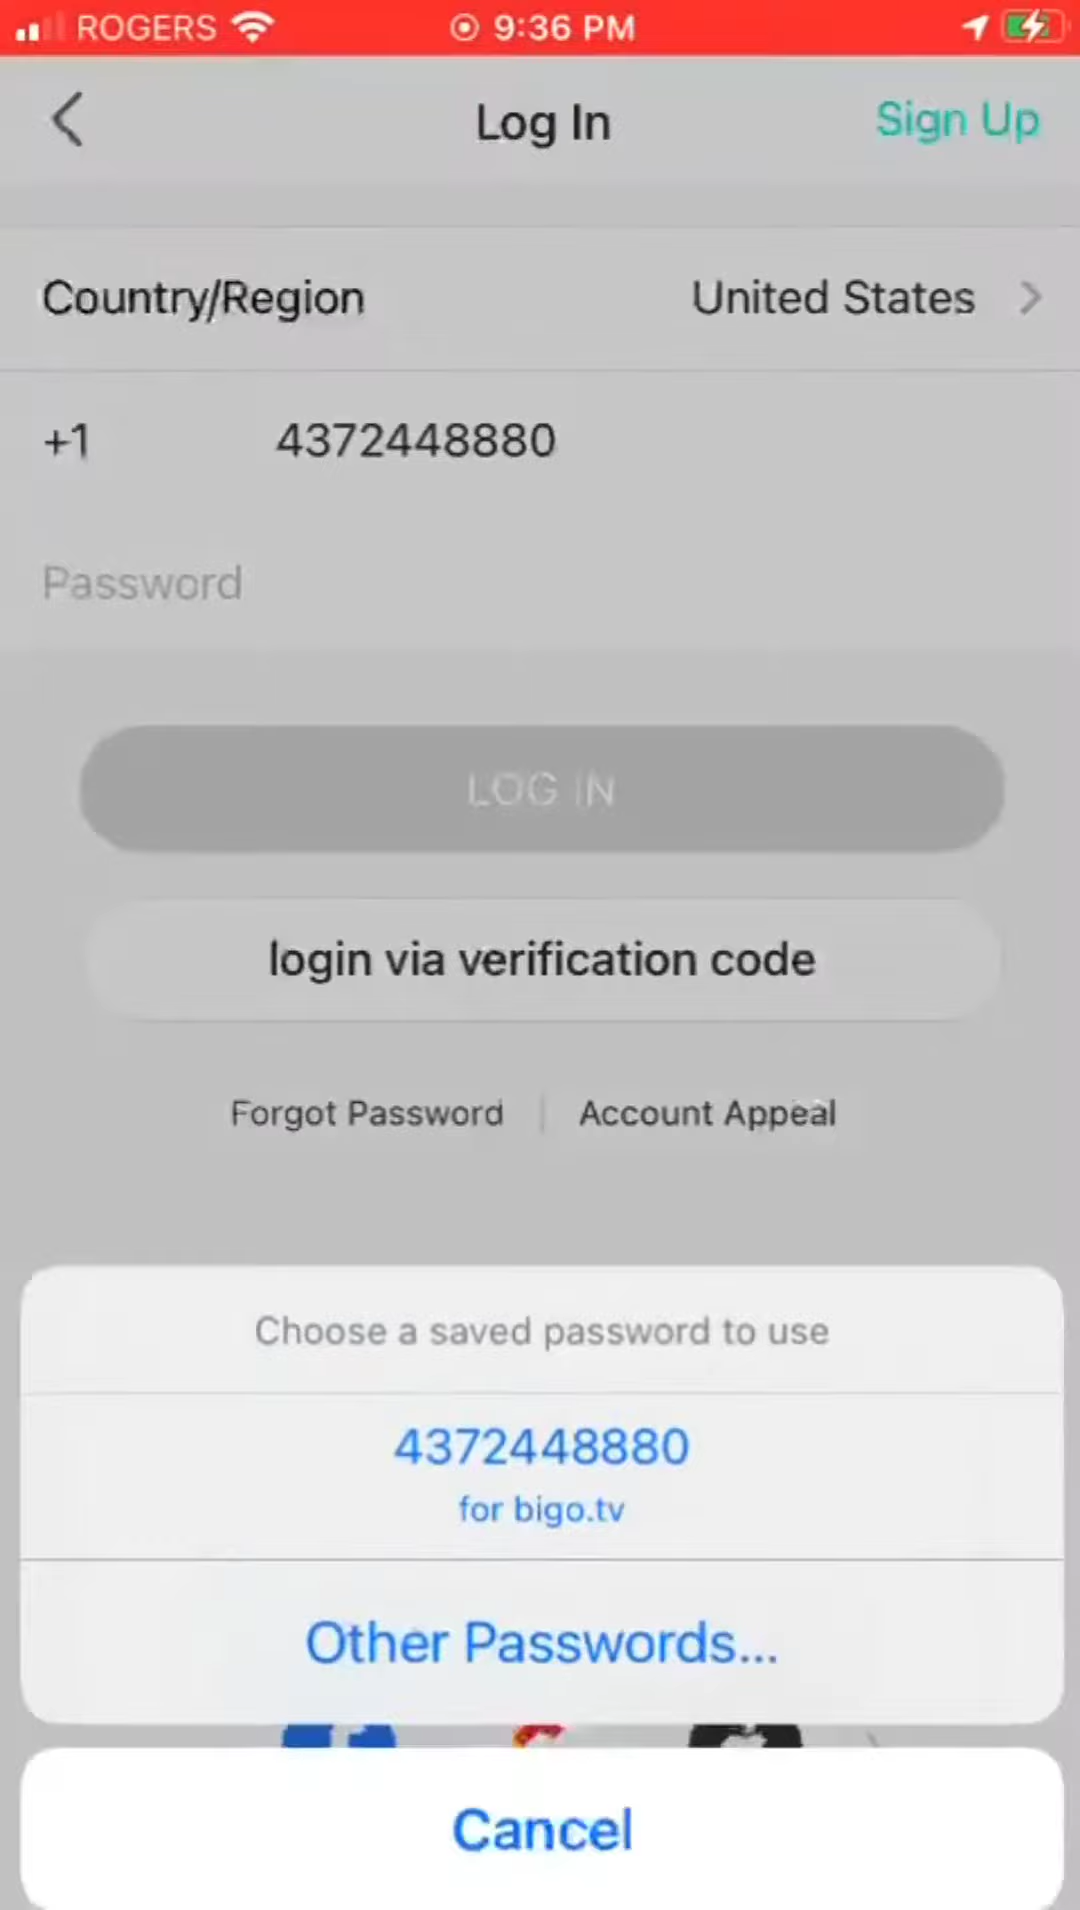 ROGERS 9:36 PM
Log In Sign Up
Country/Region United States
+1 4372448880
Password
LOG IN
login via verification code
Forgot Password Account Appeal
Choose a saved password to use
4372448880
for bigo.tv
Other Passwords...
Cancel